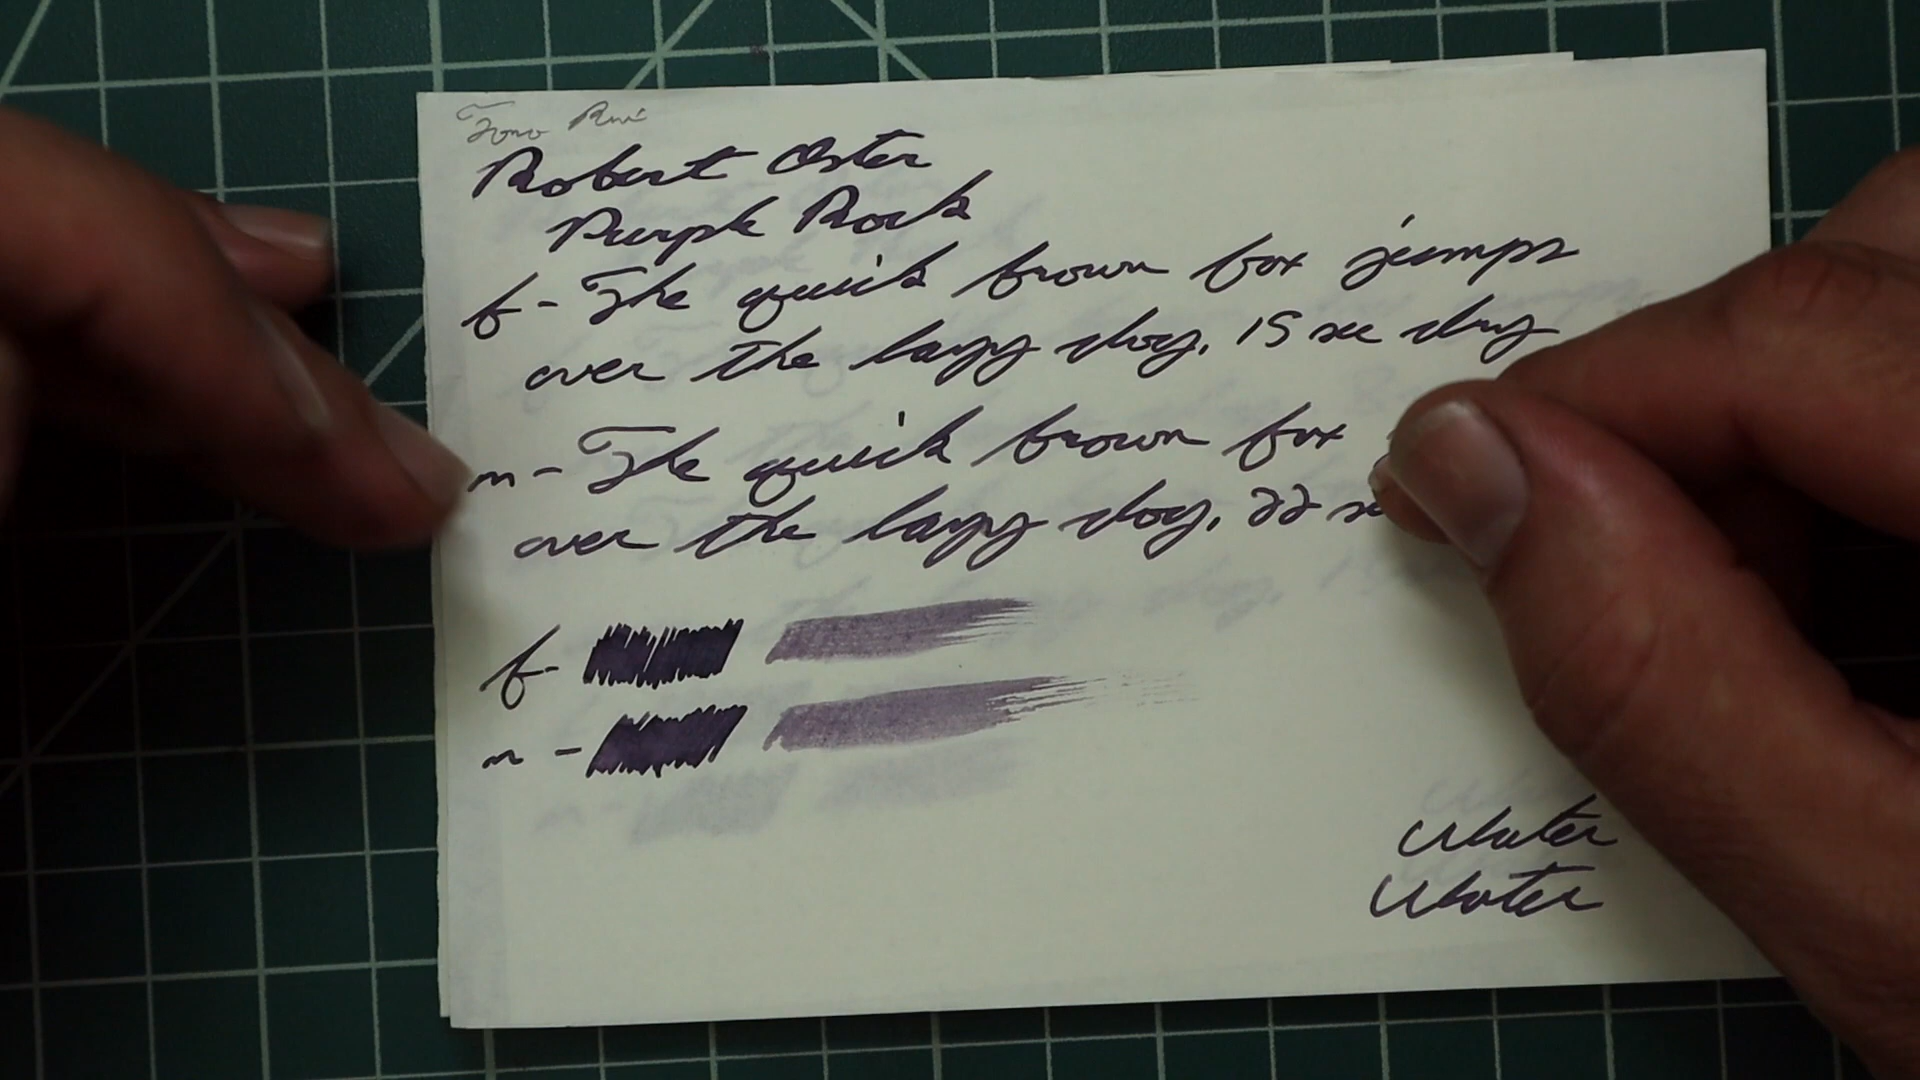 Tomo River
Robert Oster
Purple Rock
f - The quick brown fox jumps
over the lazy dog, 15 sec dry
m - The quick brown fox
over the lazy dog, 22
f -
m -
Water
Water